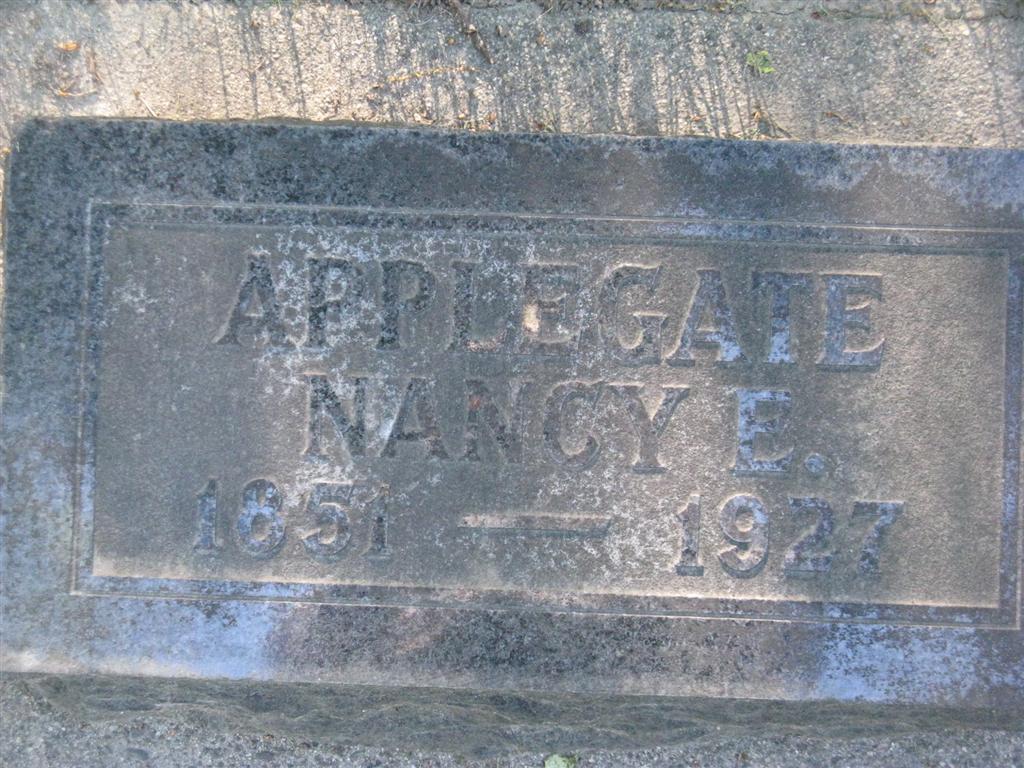 APPLEGATE
NANCY E.
1851 — 1927